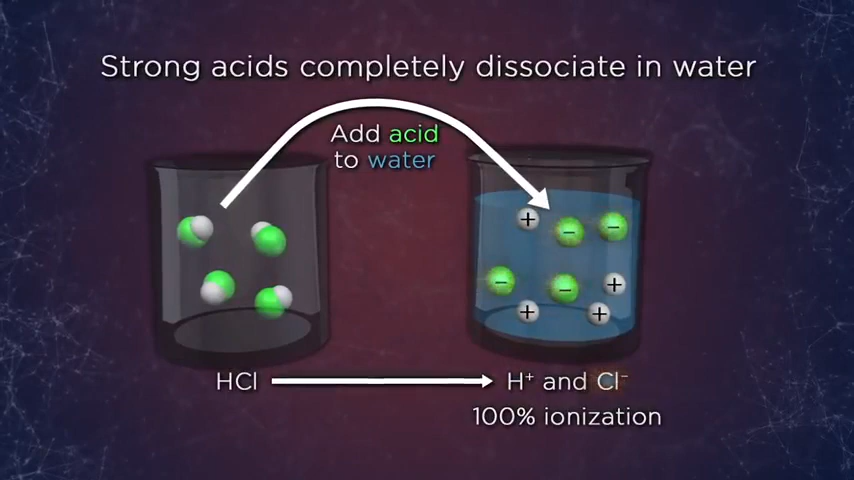 Strong acids completely dissociate in water
Add acid
to water
+
−
−
−
−
+
+
+
HCl
H⁺ and Cl⁻
100% ionization